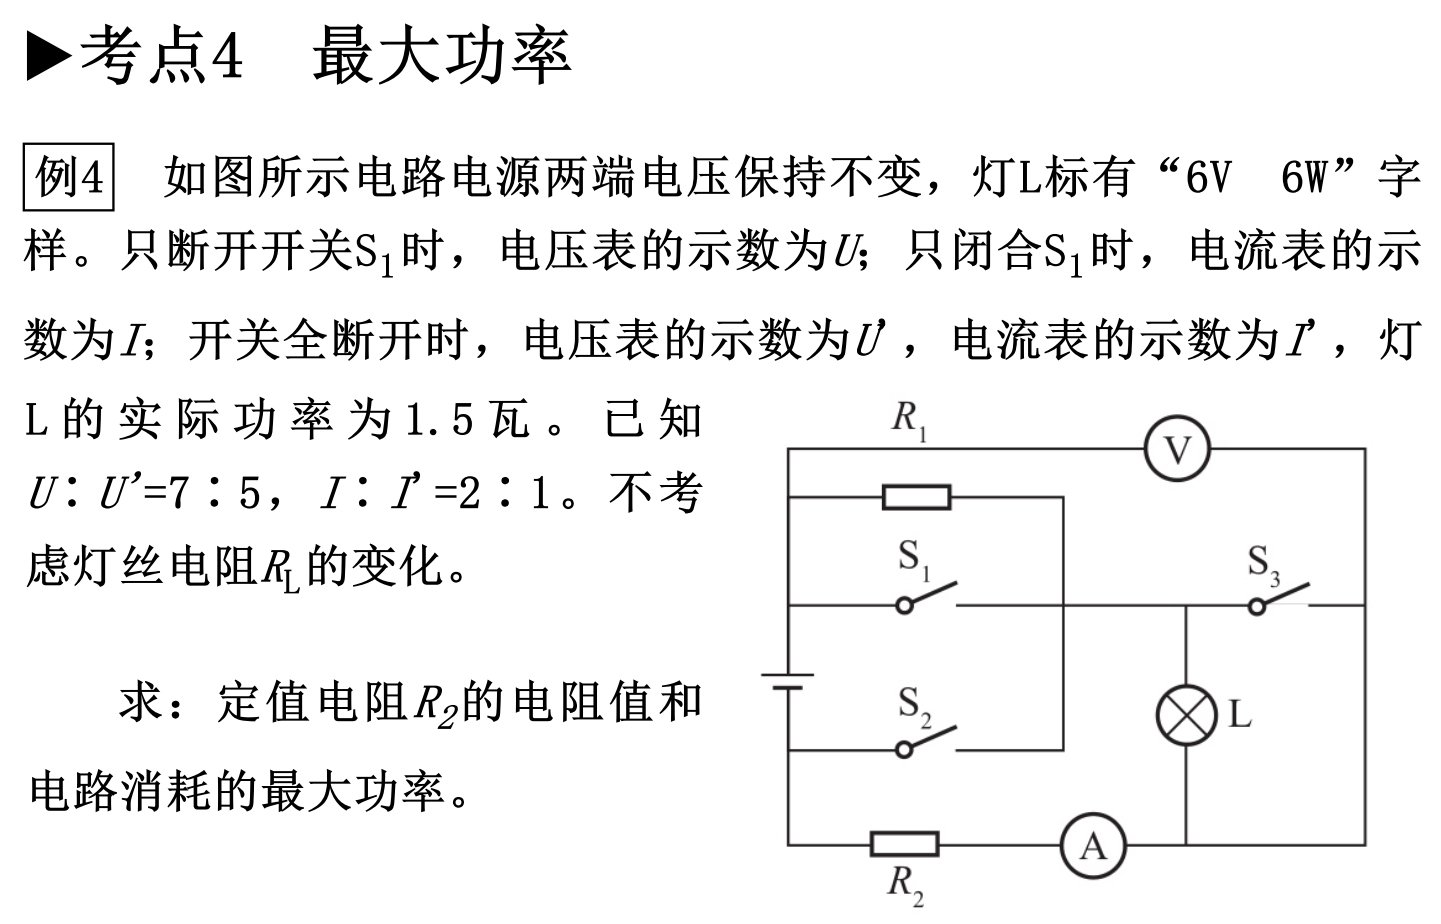 ▶考点4　最大功率
例4　如图所示电路电源两端电压保持不变，灯L标有“6V　6W”字
样。只断开开关S₁时，电压表的示数为U；只闭合S₁时，电流表的示
数为I；开关全断开时，电压表的示数为U’，电流表的示数为I’，灯
L的实际功率为1.5瓦。已知
U：U’=7：5，I：I’=2：1。不考
虑灯丝电阻R_L的变化。
求：定值电阻R₂的电阻值和
电路消耗的最大功率。
R₁
V
S₁
S₃
S₂
L
A
R₂